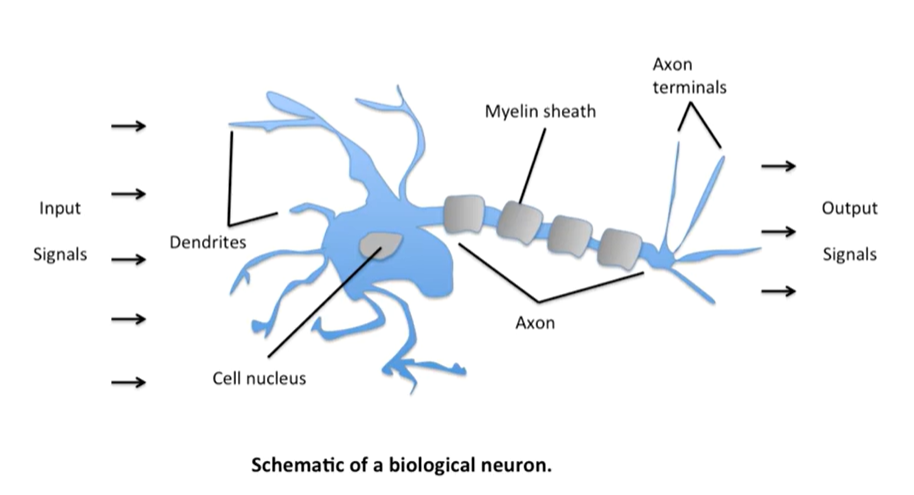 Axon
terminals
Myelin sheath
Input
Signals
Output
Signals
Dendrites
Axon
Cell nucleus
Schematic of a biological neuron.